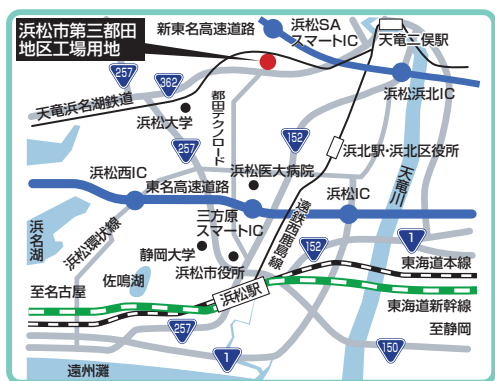 浜松市第三都田
地区工場用地
新東名高速道路
浜松SA
スマートIC
天竜二俣駅
257
362
天竜浜名湖鉄道
浜松大学
都田テクノロード
257
152
浜松浜北IC
浜北駅・浜北区役所
天竜川
浜松西IC
東名高速道路
浜松医大病院
浜松IC
三方原
スマートIC
遠鉄西鹿島線
浜名湖
浜松環状線
静岡大学
浜松市役所
152
1
東海道本線
至名古屋
佐鳴湖
浜松駅
東海道新幹線
至静岡
257
1
150
遠州灘